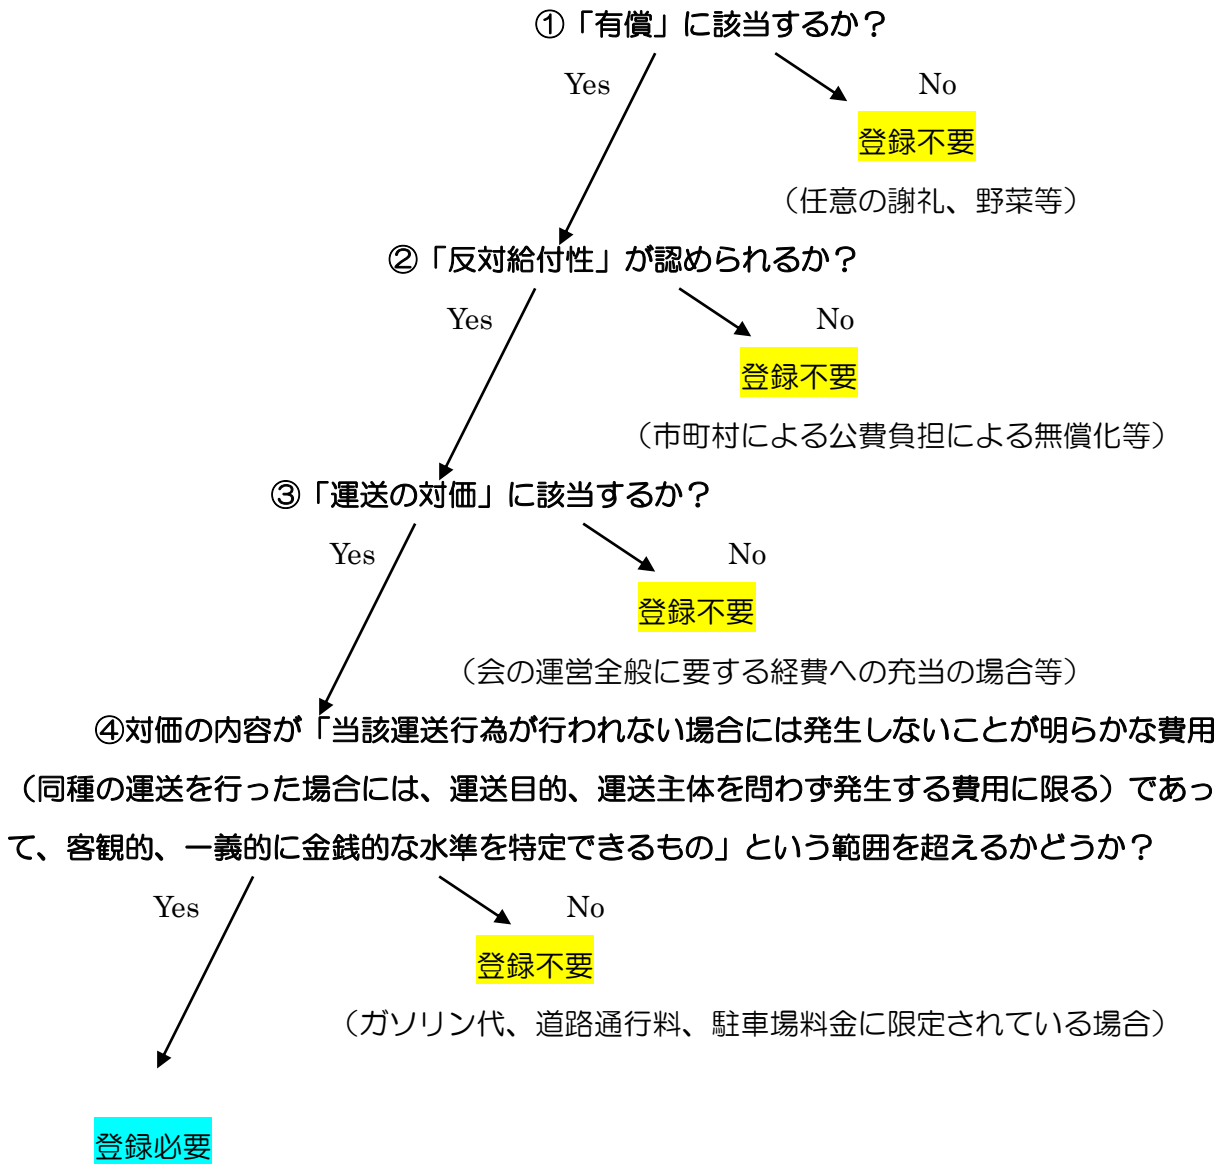 ①「有償」に該当するか？
Yes
No
登録不要
（任意の謝礼、野菜等）
②「反対給付性」が認められるか？
Yes
No
登録不要
（市町村による公費負担による無償化等）
③「運送の対価」に該当するか？
Yes
No
登録不要
（会の運営全般に要する経費への充当の場合等）
④対価の内容が「当該運送行為が行われない場合には発生しないことが明らかな費用
（同種の運送を行った場合には、運送目的、運送主体を問わず発生する費用に限る）であっ
て、客観的、一義的に金銭的な水準を特定できるもの」という範囲を超えるかどうか？
Yes
No
登録不要
（ガソリン代、道路通行料、駐車場料金に限定されている場合）
登録必要